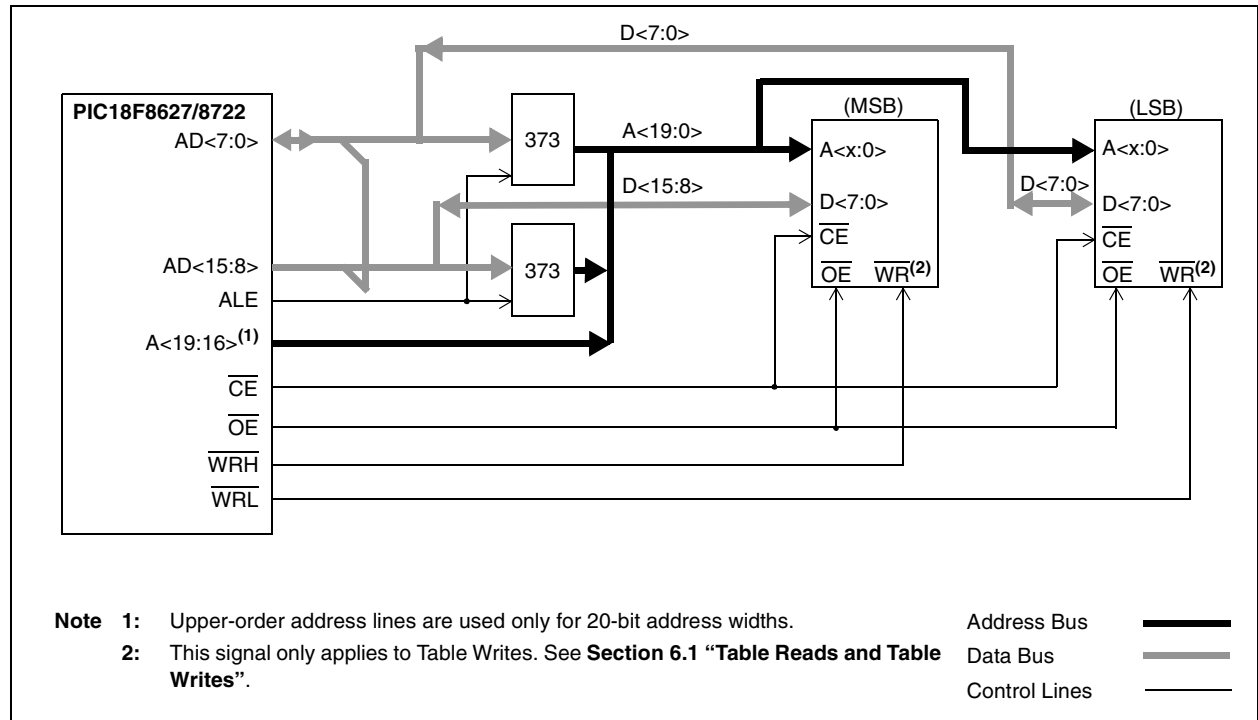 D<7:0>
PIC18F8627/8722
AD<7:0>
373
A<19:0>
D<15:8>
(MSB)
A<x:0>
D<7:0>
CE
OE WR(2)
(LSB)
A<x:0>
D<7:0>
D<7:0>
CE
OE WR(2)
AD<15:8>
373
ALE
A<19:16>(1)
CE
OE
WRH
WRL
Note 1: Upper-order address lines are used only for 20-bit address widths.
2: This signal only applies to Table Writes. See Section 6.1 “Table Reads and Table
Writes”.
Address Bus
Data Bus
Control Lines